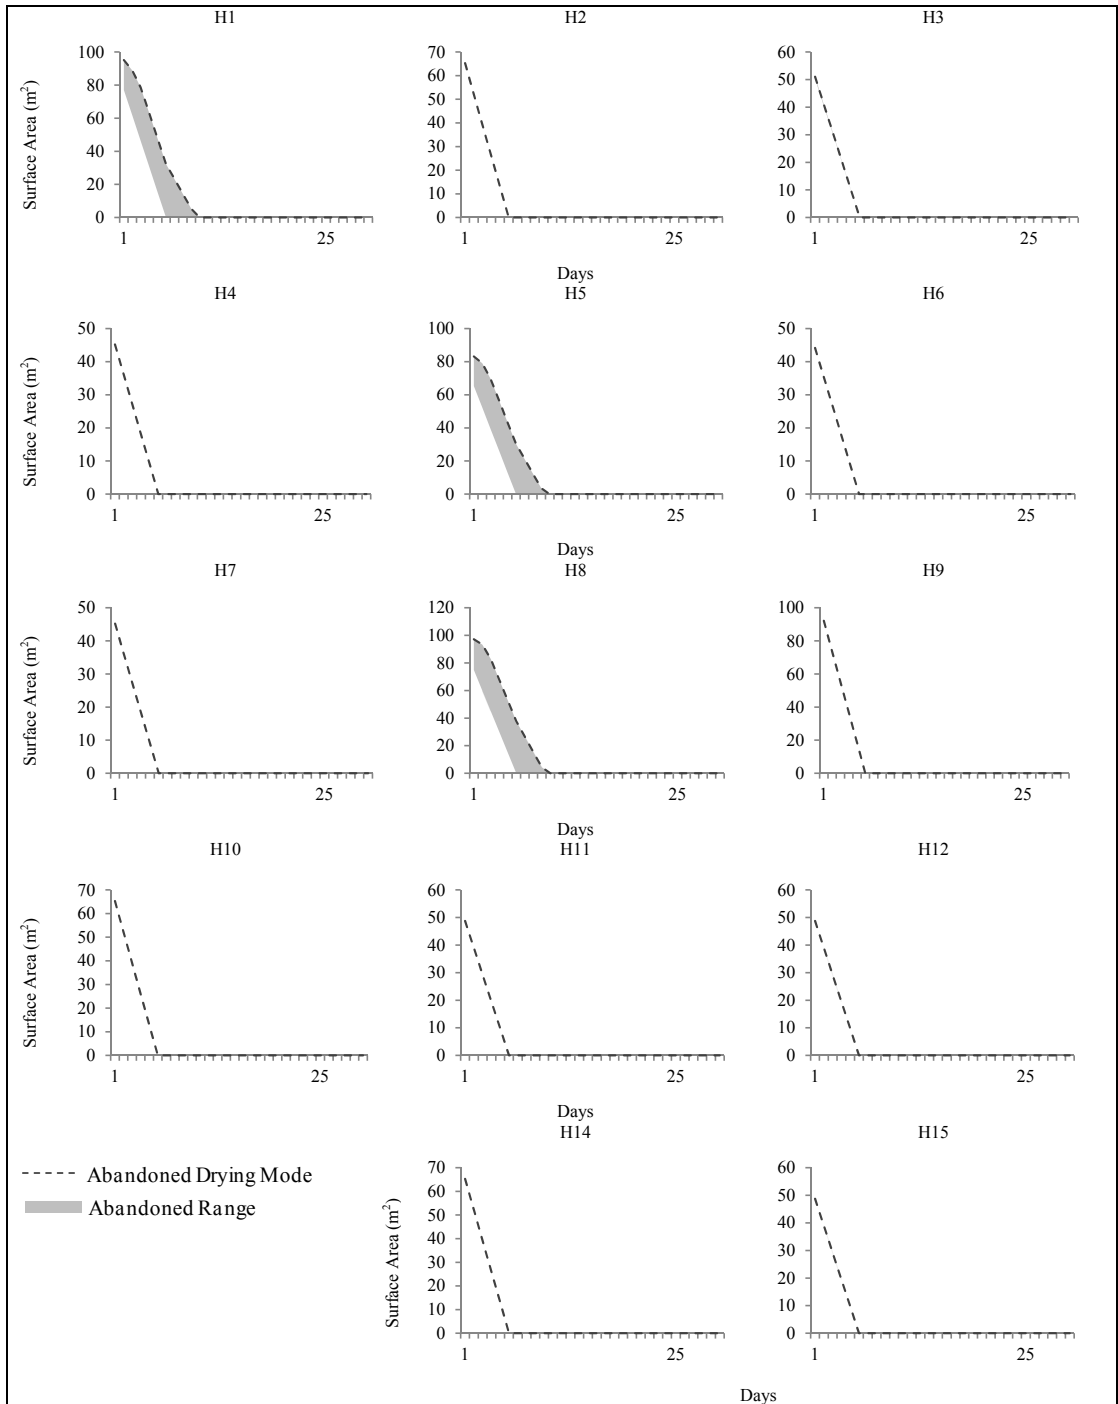 H1 H2 H3
Surface Area (m²)
100 70 60
80 60 50
60 50 40
40 40 30
20 30 20
0 20 10
10 0
0
1 25 1 25 1 25
Days
H4 H5 H6
Surface Area (m²)
50 100 50
40 80 40
30 60 30
20 40 20
10 20 10
0 0 0
1 25 1 25 1 25
Days
H7 H8 H9
Surface Area (m²)
50 120 100
40 100 80
30 80 60
20 60 40
10 40 20
0 20 0
0
1 25 1 25 1 25
Days
H10 H11 H12
Surface Area (m²)
70 60 60
60 50 50
50 40 40
40 30 30
30 20 20
20 10 10
10 0 0
0
1 25 1 25 1 25
Days
H14 H15
Abandoned Drying Mode
Abandoned Range
Surface Area (m²)
70 60
60 50
50 40
40 30
30 20
20 10
10 0
0
1 25 1 25
Days